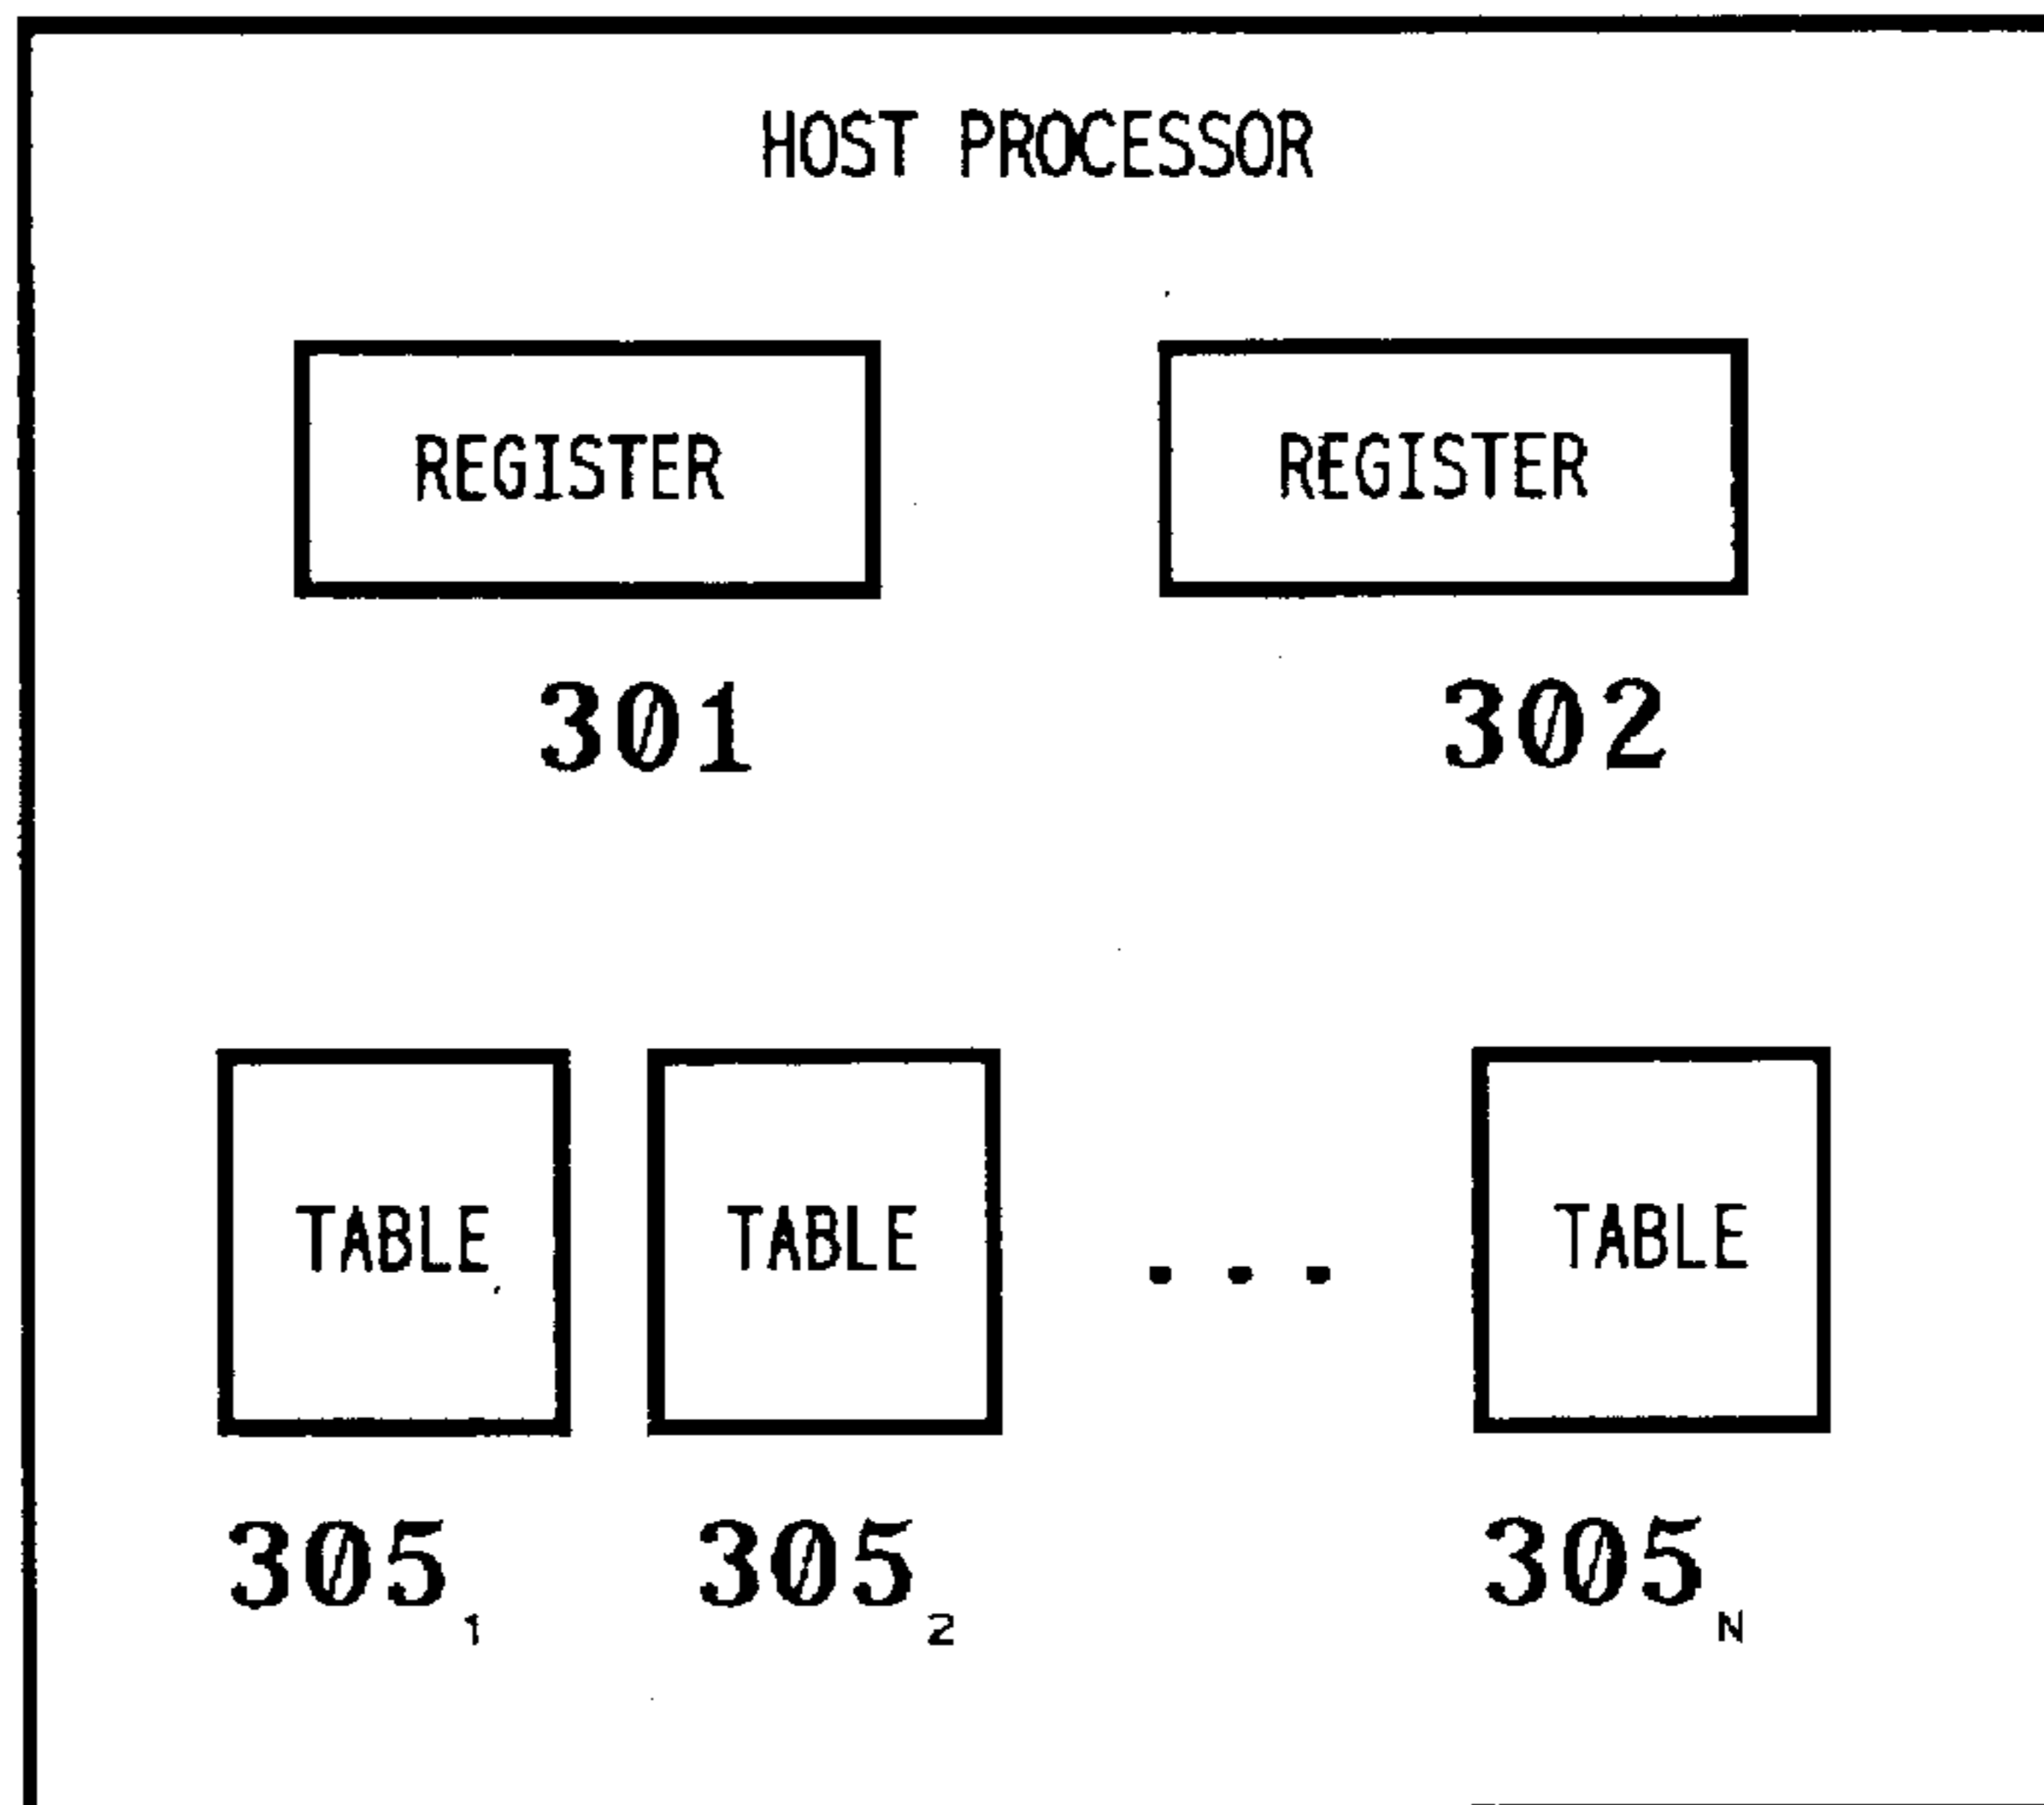 HOST PROCESSOR
REGISTER REGISTER
301 302
TABLE TABLE ... TABLE
305₁ 305₂ 305N